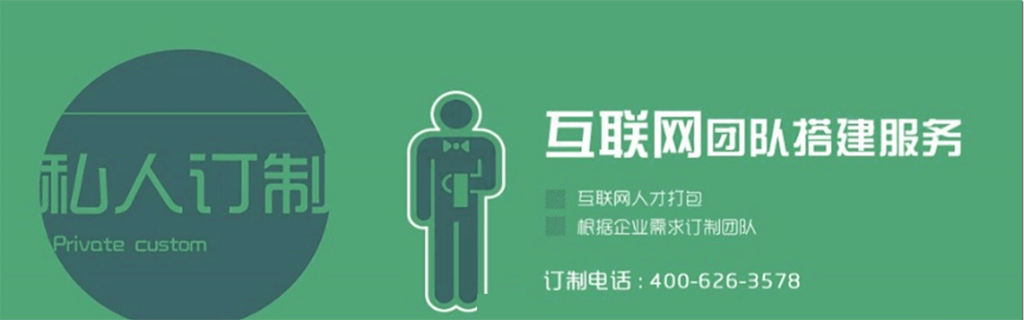 私人订制
Private custom
互联网团队搭建服务
互联网人才打包
根据企业需求订制团队
订制电话：400-626-3578